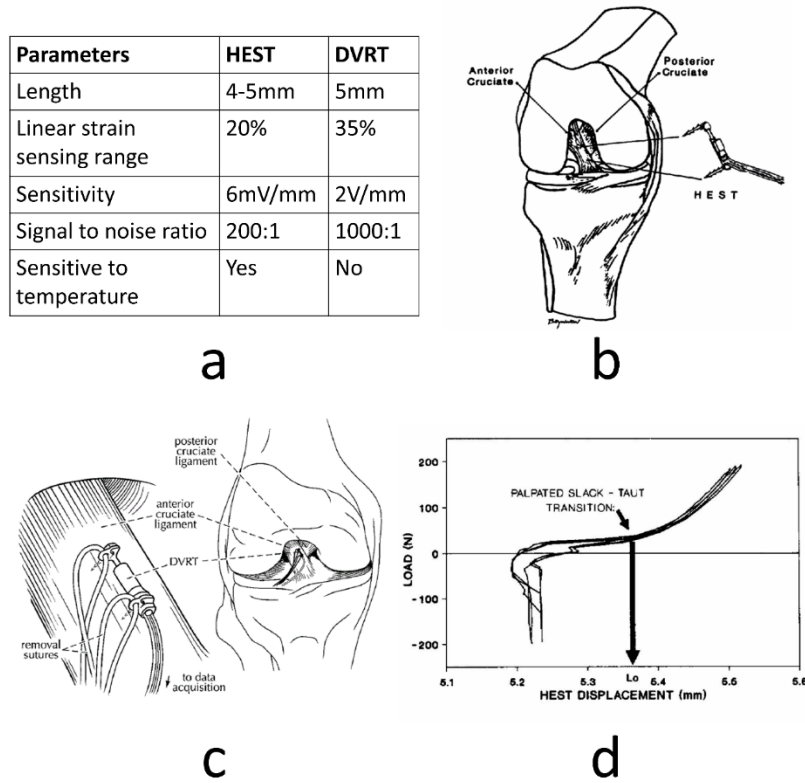 Parameters HEST DVRT
Length 4-5mm 5mm
Linear strain sensing range 20% 35%
Sensitivity 6mV/mm 2V/mm
Signal to noise ratio 200:1 1000:1
Sensitive to temperature Yes No
a
Anterior
Cruciate
Posterior
Cruciate
HEST
b
posterior
cruciate
ligament
anterior
cruciate
ligament
DVRT
removal
sutures
to data
acquisition
c
200
100
0
-100
-200
LOAD (N)
PALPATED SLACK - TAUT
TRANSITION:
5.1 5.2 5.3 Lo 5.4 5.5 5.6
HEST DISPLACEMENT (mm)
d